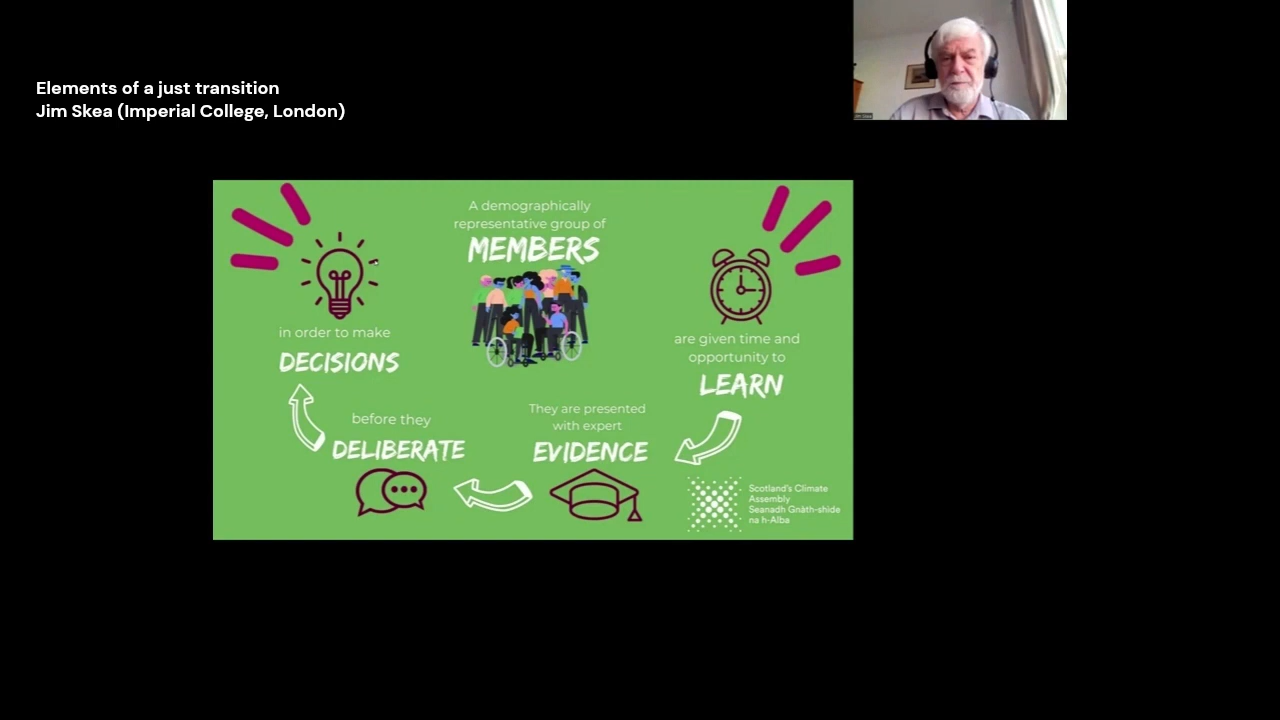 Elements of a just transition
Jim Skea (Imperial College, London)
Jim Skea
A demographically
representative group of
MEMBERS
are given time and
opportunity to
LEARN
They are presented
with expert
EVIDENCE
before they
DELIBERATE
in order to make
DECISIONS
Scotland's Climate
Assembly
Seanadh Gnàth-shìde
na h-Alba